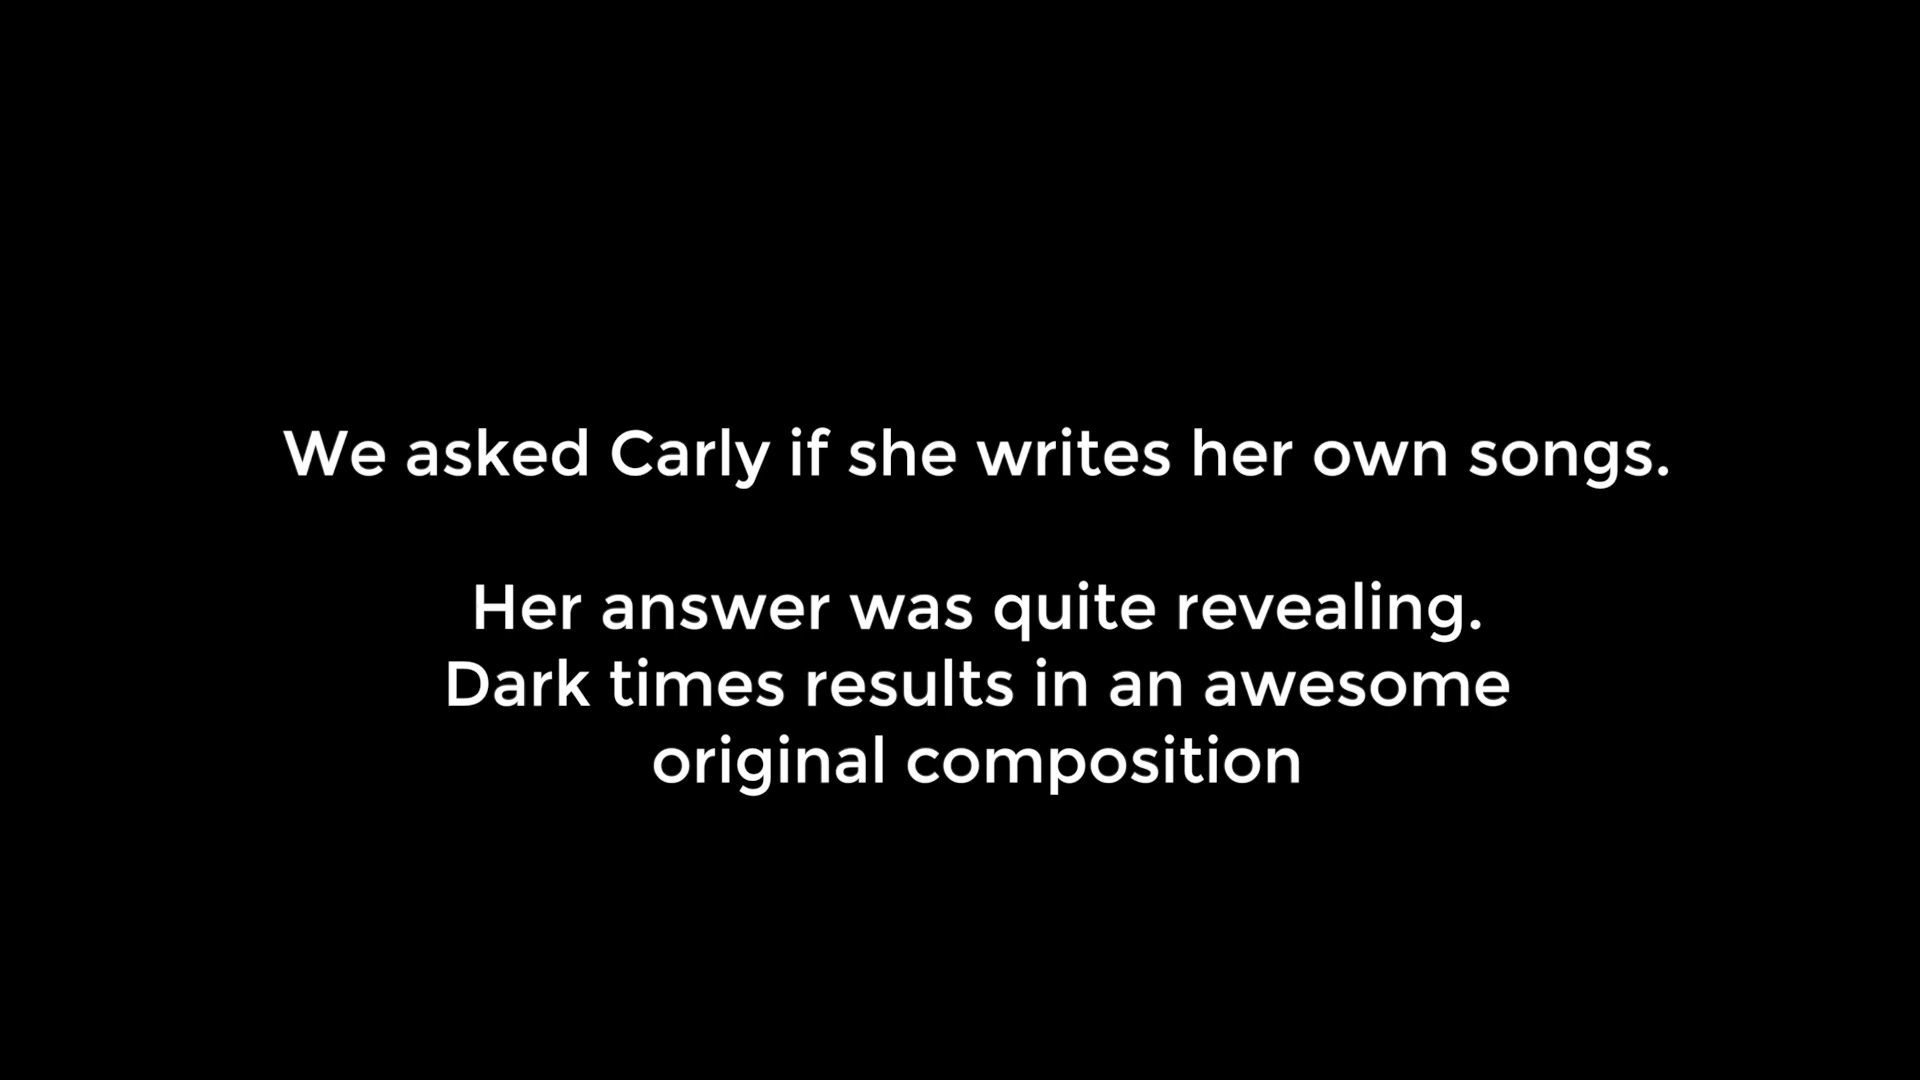 We asked Carly if she writes her own songs.
Her answer was quite revealing.
Dark times results in an awesome
original composition